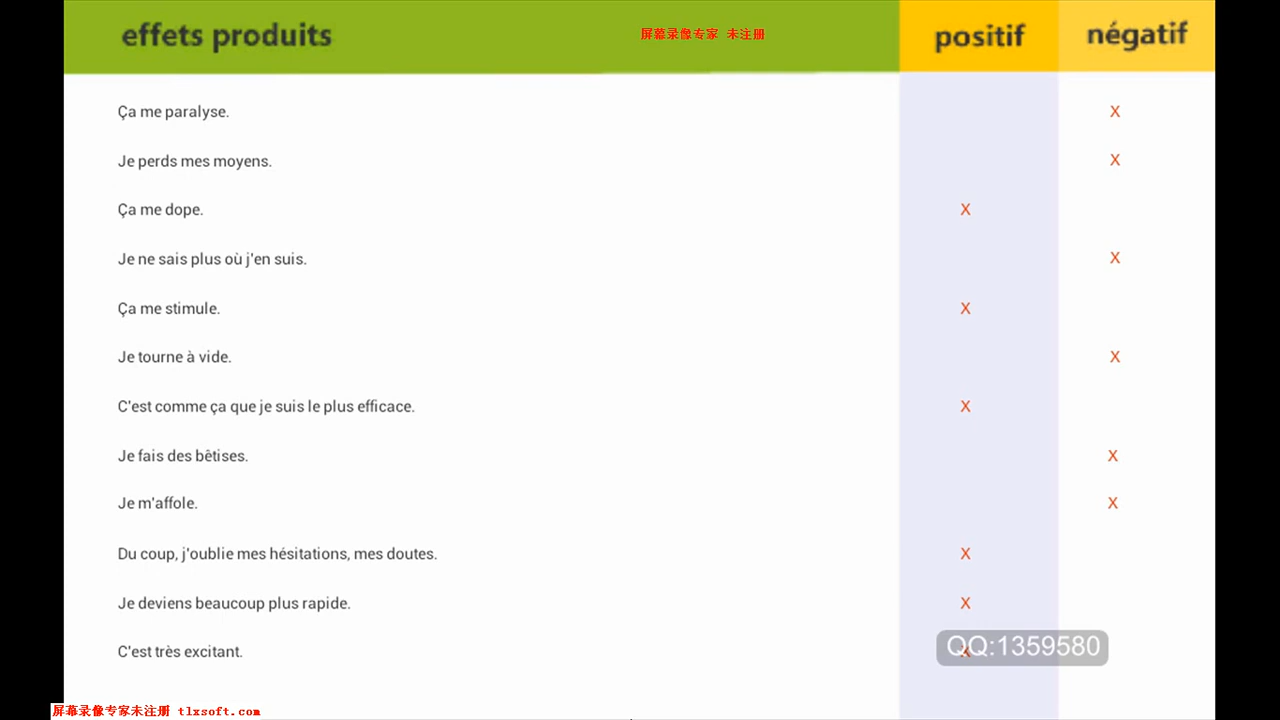 effets produits 屏幕录像专家 未注册 positif négatif
Ça me paralyse. X
Je perds mes moyens. X
Ça me dope. X
Je ne sais plus où j'en suis. X
Ça me stimule. X
Je tourne à vide. X
C'est comme ça que je suis le plus efficace. X
Je fais des bêtises. X
Je m'affole. X
Du coup, j'oublie mes hésitations, mes doutes. X
Je deviens beaucoup plus rapide. X
C'est très excitant. X
QQ:1359580
屏幕录像专家未注册 tlxsoft.com